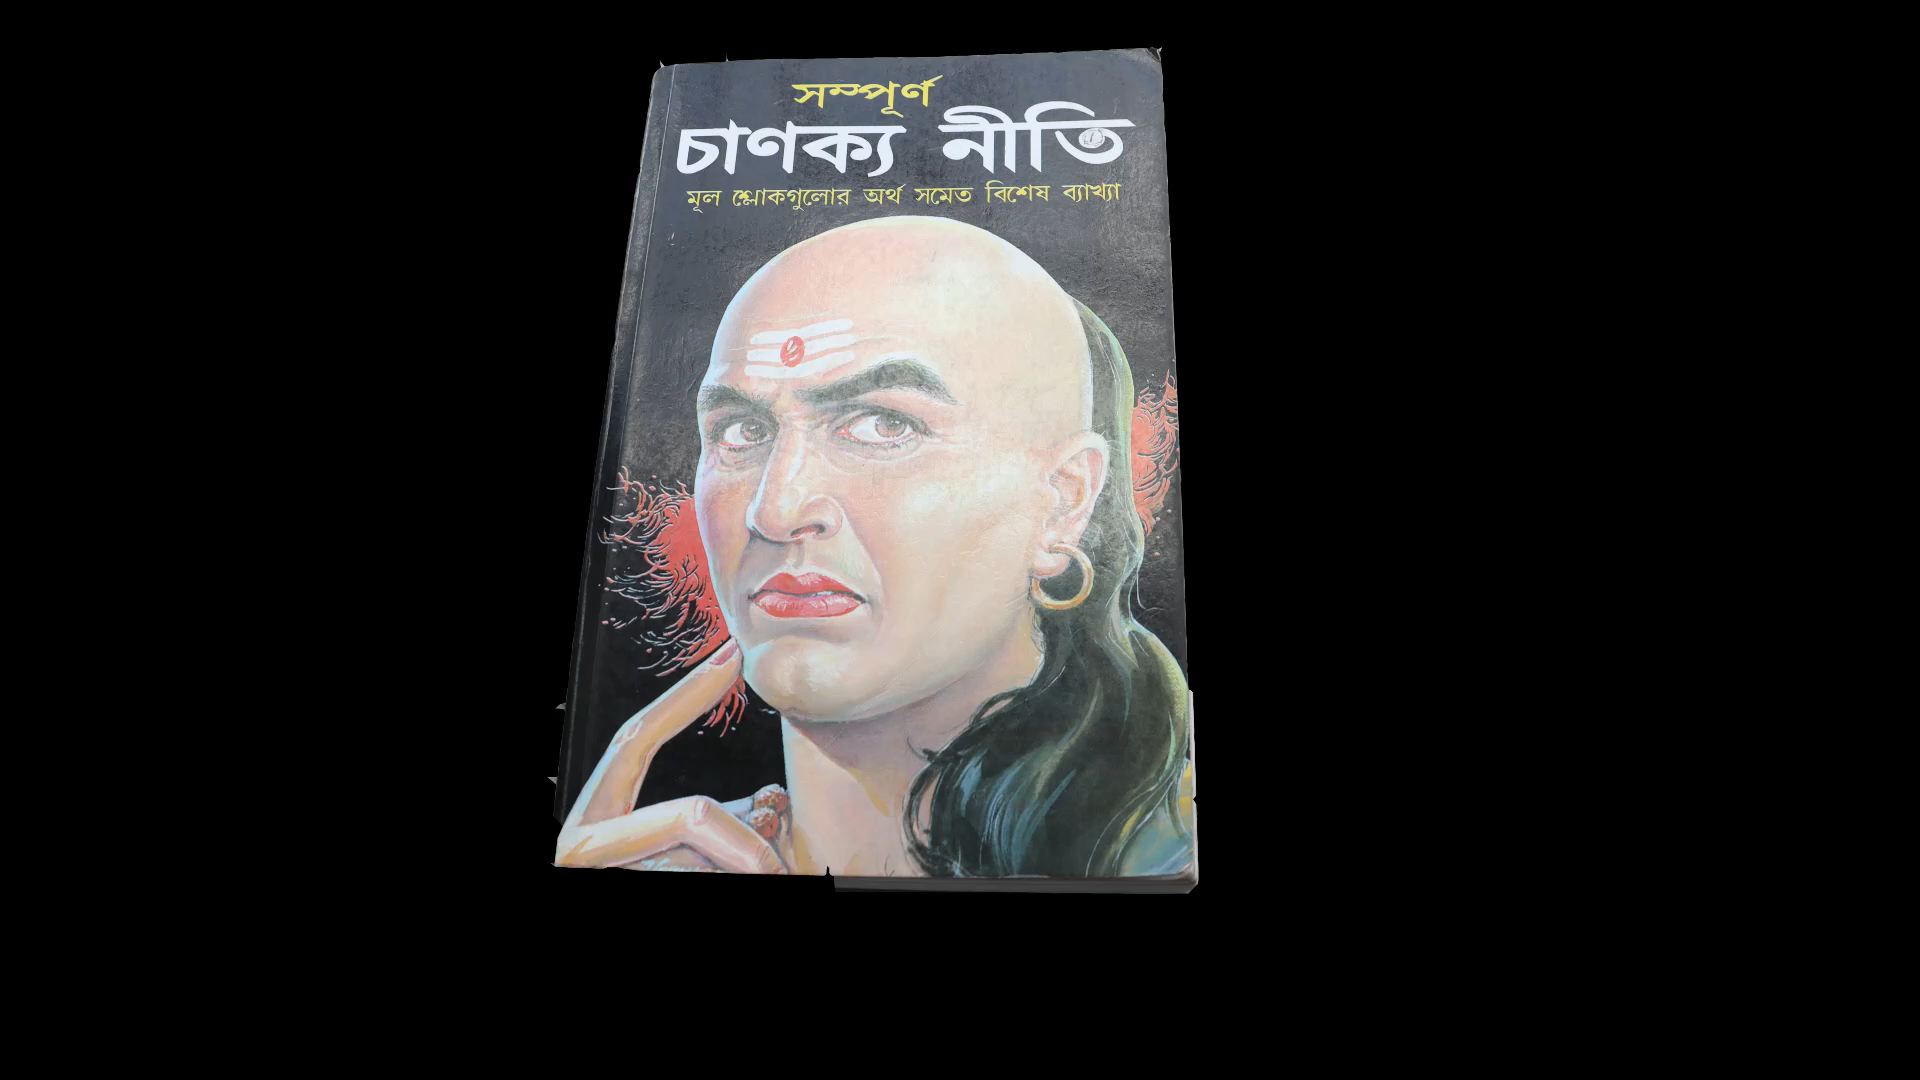 সম্পূর্ণ
চাণক্য নীতি
মূল শ্লোকগুলোর অর্থ সমেত বিশেষ ব্যাখ্যা